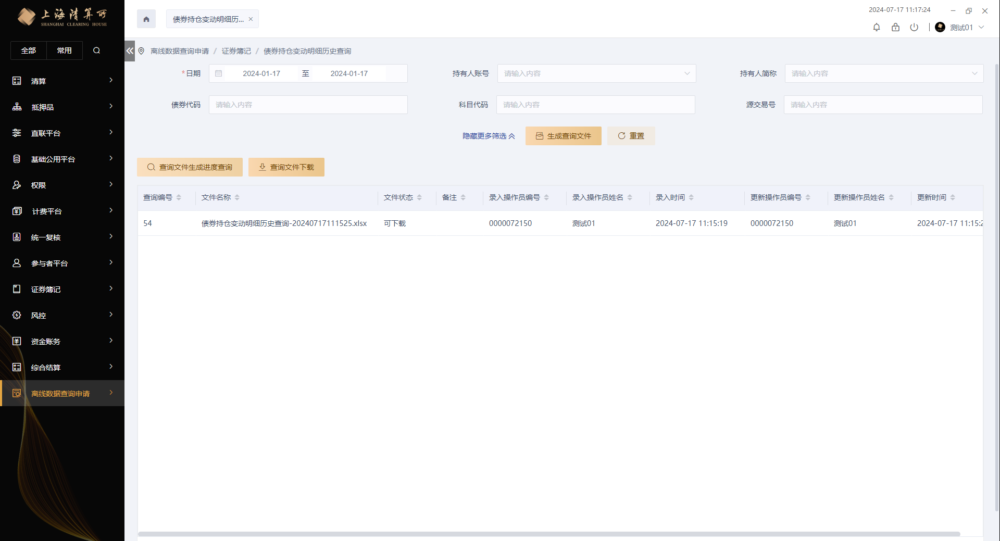 上海清算所
SHANGHAI CLEARING HOUSE
全部
常用
清算
抵押品
直联平台
基础公用平台
权限
计费平台
统一复核
参与者平台
证券簿记
风控
资金账务
综合结算
离线数据查询申请
债券持仓变动明细历...
2024-07-17 11:17:24
测试01
离线数据查询申请 / 证券簿记 / 债券持仓变动明细历史查询
*日期 2024-01-17 至 2024-01-17 持有人账号 请输入内容 持有人简称 请输入内容
债券代码 请输入内容 科目代码 请输入内容 源交易号 请输入内容
隐藏更多筛选 生成查询文件 重置
查询文件生成进度查询 查询文件下载
查询编号 文件名称 文件状态 备注 录入操作员编号 录入操作员姓名 录入时间 更新操作员编号 更新操作员姓名 更新时间
54 债券持仓变动明细历史查询-20240717111525.xlsx 可下载 0000072150 测试01 2024-07-17 11:15:19 0000072150 测试01 2024-07-17 11:15:2